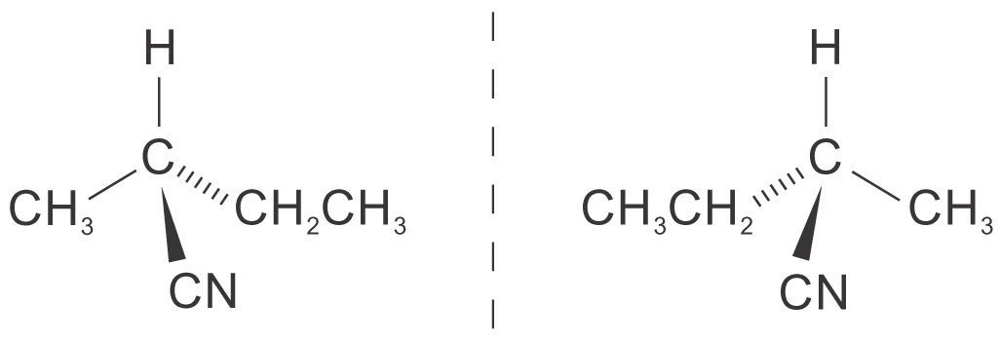 H H
C C
CH₃ CH₂CH₃ CH₃CH₂ CH₃
CN CN